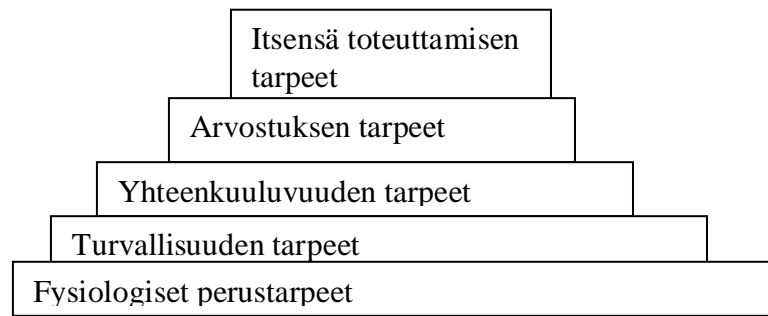 Itsensä toteuttamisen
tarpeet
Arvostuksen tarpeet
Yhteenkuuluvuuden tarpeet
Turvallisuuden tarpeet
Fysiologiset perustarpeet